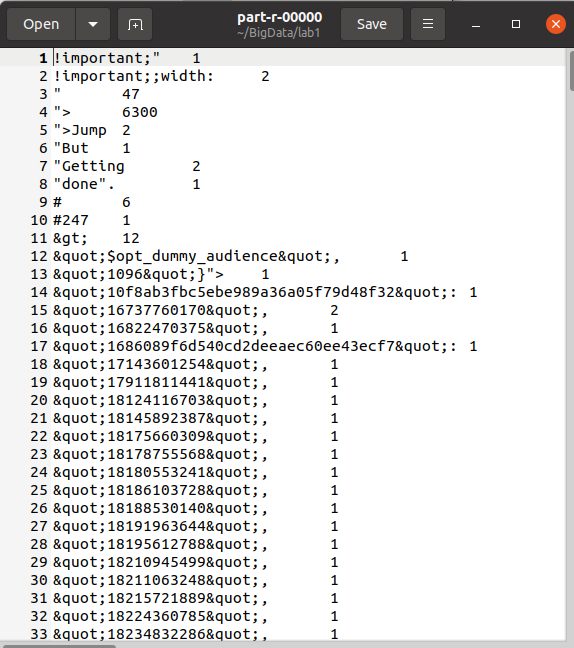 Open
part-r-00000
~/BigData/lab1
Save
1 !important;" 1
2 !important;;width: 2
3 " 47
4 "> 6300
5 ">Jump 2
6 "But 1
7 "Getting 2
8 "done". 1
9 # 6
10 #247 1
11 &gt; 12
12 &quot;$opt_dummy_audience&quot;, 1
13 &quot;1096&quot;}"> 1
14 &quot;10f8ab3fbc5ebe989a36a05f79d48f32&quot;: 1
15 &quot;16737760170&quot;, 2
16 &quot;16822470375&quot;, 1
17 &quot;1686089f6d540cd2deeaec60ee43ecf7&quot;: 1
18 &quot;17143601254&quot;, 1
19 &quot;17911811441&quot;, 1
20 &quot;18124116703&quot;, 1
21 &quot;18145892387&quot;, 1
22 &quot;18175660309&quot;, 1
23 &quot;18178755568&quot;, 1
24 &quot;18180553241&quot;, 1
25 &quot;18186103728&quot;, 1
26 &quot;18188530140&quot;, 1
27 &quot;18191963644&quot;, 1
28 &quot;18195612788&quot;, 1
29 &quot;18210945499&quot;, 1
30 &quot;18211063248&quot;, 1
31 &quot;18215721889&quot;, 1
32 &quot;18224360785&quot;, 1
33 &quot;18234832286&quot;, 1